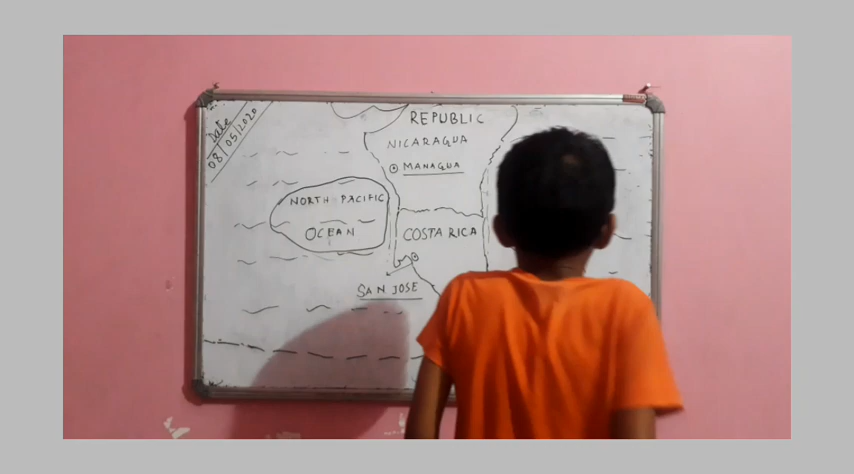 Date
08/05/2020
REPUBLIC
NICARAGUA
MANAGUA
NORTH PACIFIC
OCEAN
COSTA RICA
SAN JOSE